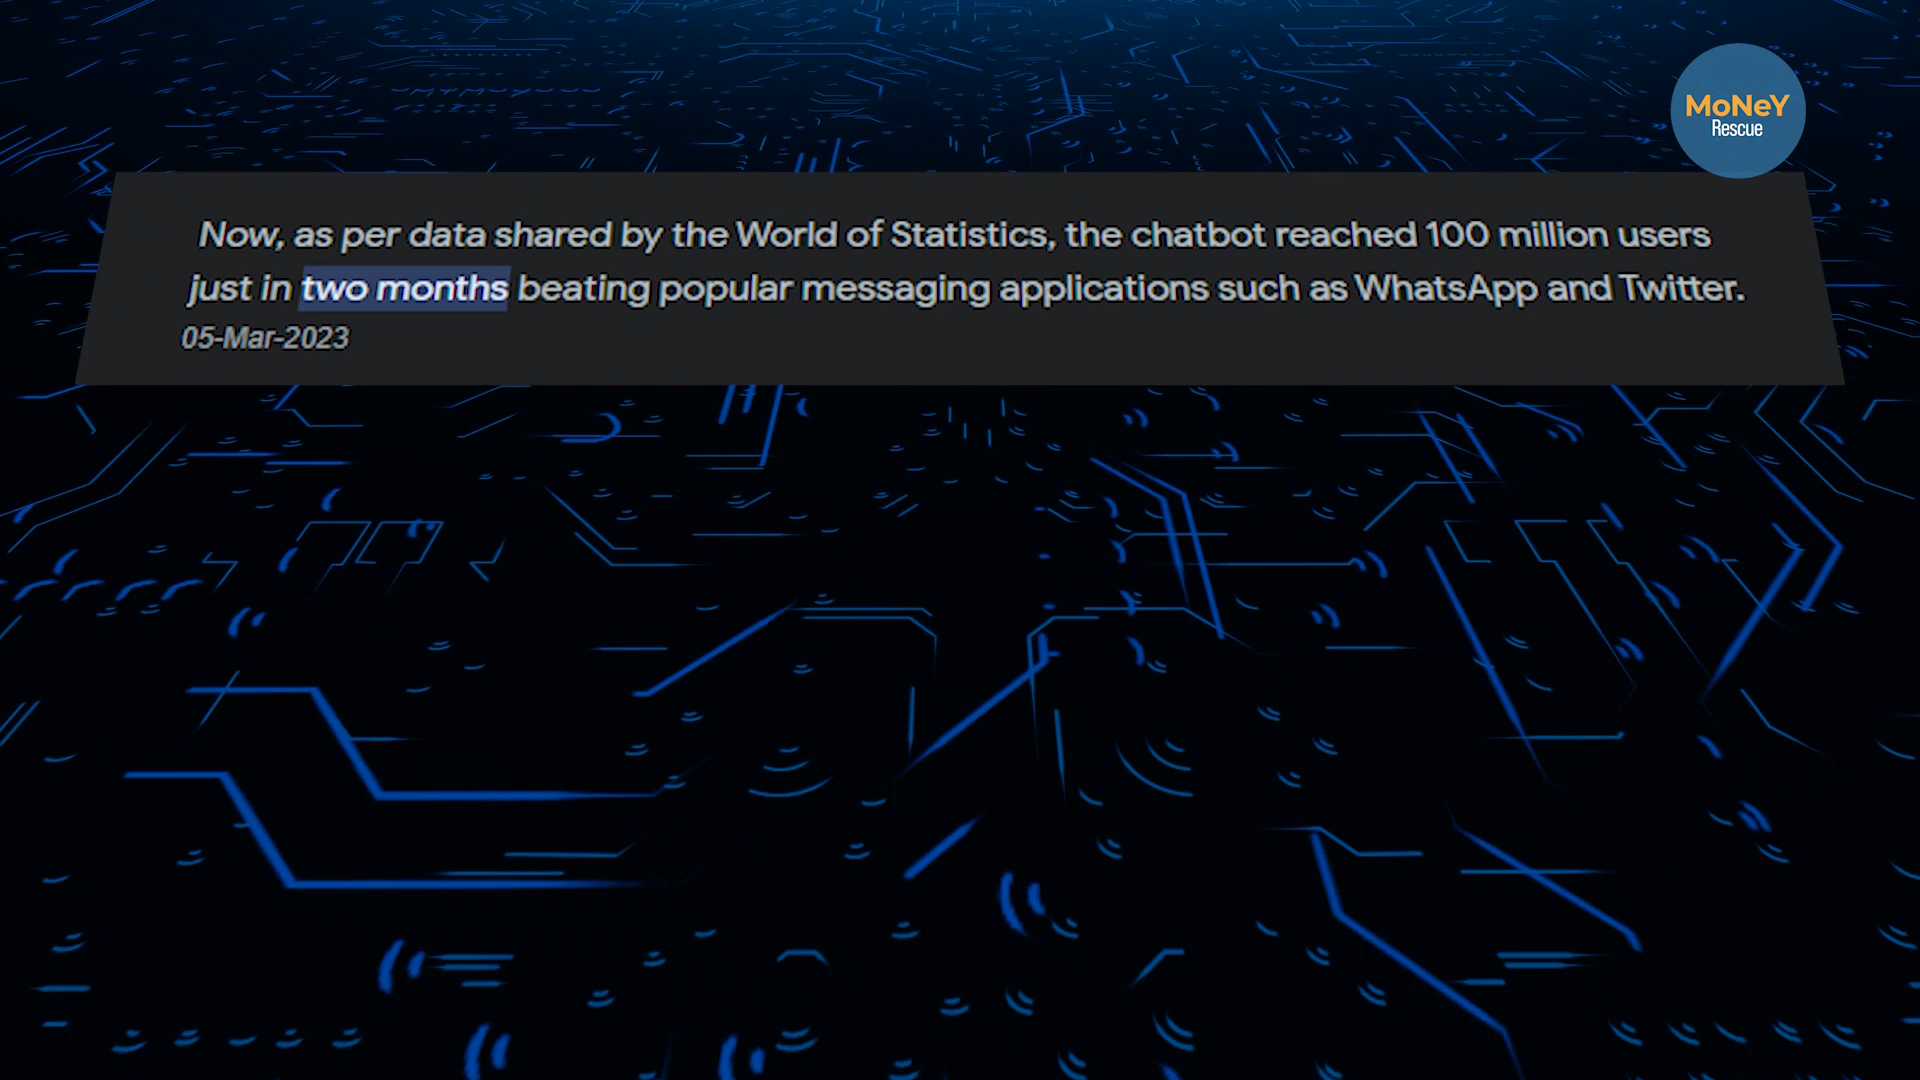 MoNeY
Rescue
Now, as per data shared by the World of Statistics, the chatbot reached 100 million users
just in two months beating popular messaging applications such as WhatsApp and Twitter.
05-Mar-2023